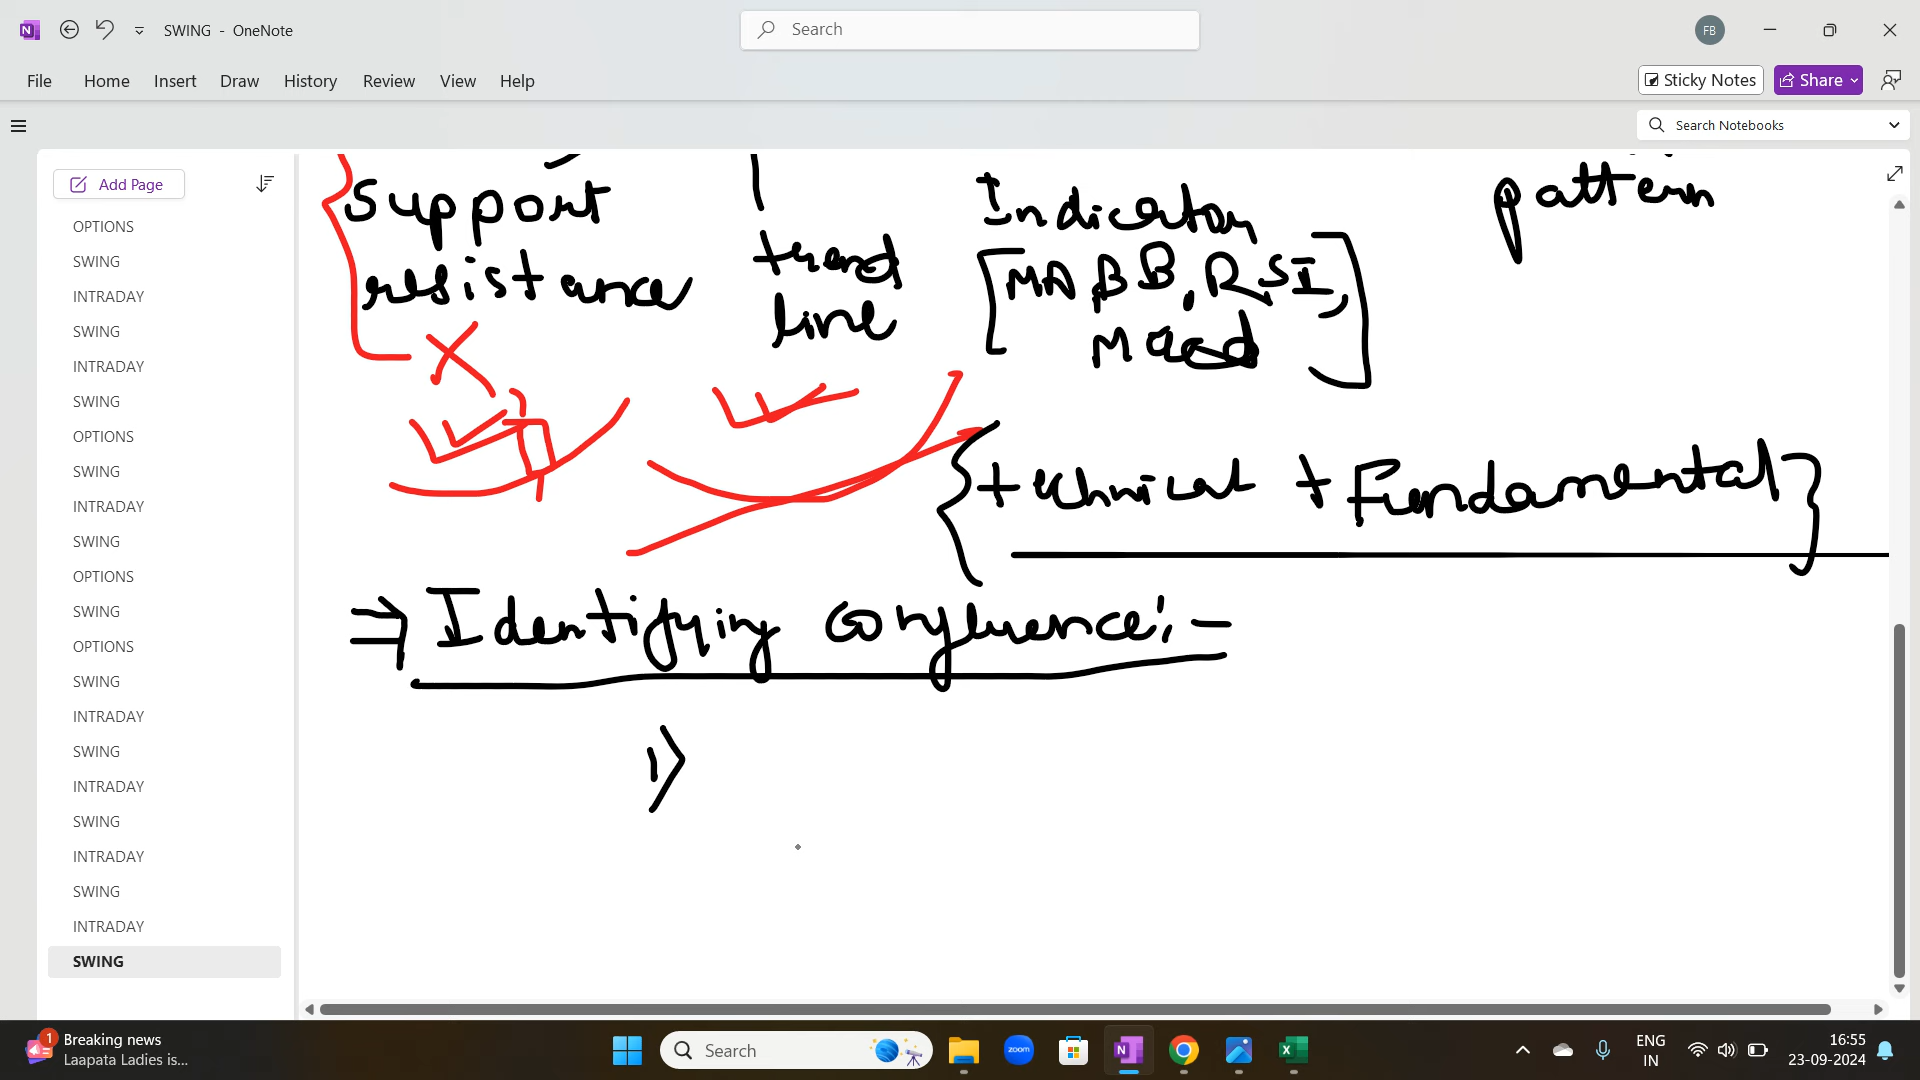 SWING - OneNote
Search
FB
File Home Insert Draw History Review View Help
Sticky Notes
Share
Search Notebooks
Add Page
OPTIONS
SWING
INTRADAY
SWING
INTRADAY
SWING
OPTIONS
SWING
INTRADAY
SWING
OPTIONS
SWING
OPTIONS
SWING
INTRADAY
SWING
INTRADAY
SWING
INTRADAY
SWING
INTRADAY
SWING
Support
resistance
trend
line
Indicator
[MA BB, RSI,
Macd]
pattern
{technical + Fundamental}
⇒ Identifying confluence:-
1)
1
Breaking news
Laapata Ladies is...
Search
zoom
ENG
IN
16:55
23-09-2024